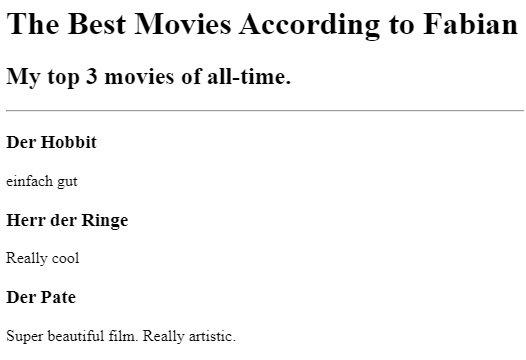 The Best Movies According to Fabian
My top 3 movies of all-time.
Der Hobbit
einfach gut
Herr der Ringe
Really cool
Der Pate
Super beautiful film. Really artistic.